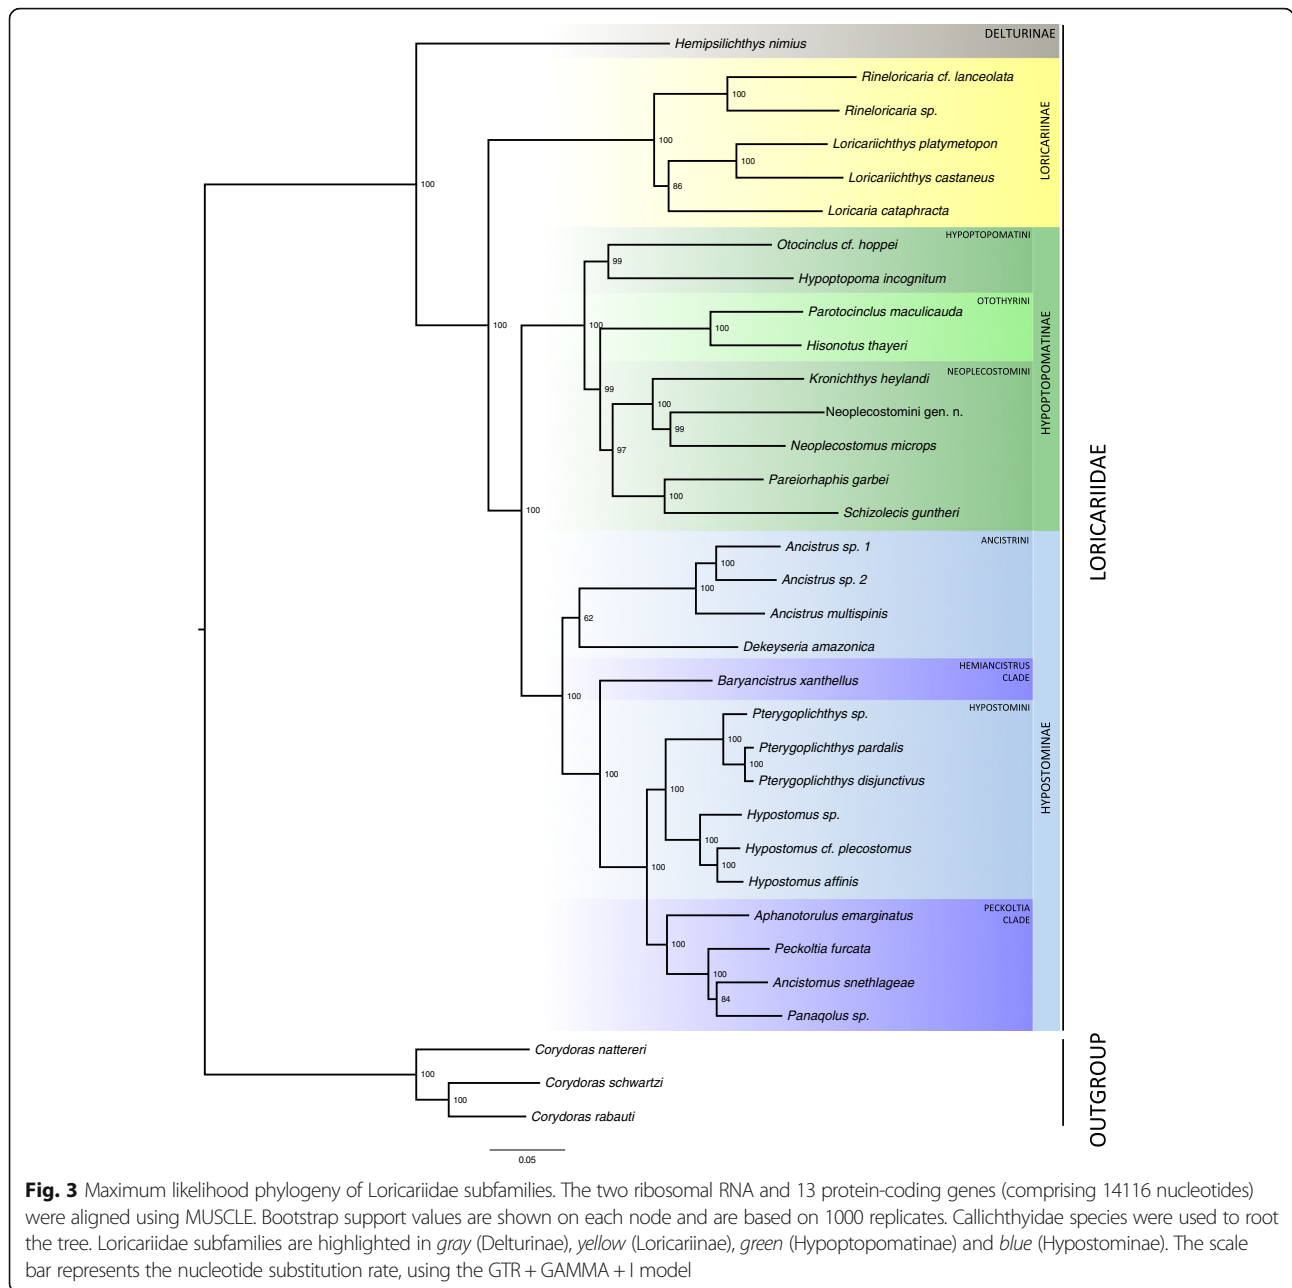 DELTURINAE
Hemipsilichthys nimius
Rineloricaria cf. lanceolata
100
Rineloricaria sp.
LORICARIINAE
100
Loricariichthys platymetopon
100
Loricariichthys castaneus
100
86
Loricaria cataphracta
HYPOPTOPOMATINI
Otocinclus cf. hoppei
99
Hypoptopoma incognitum
OTOTHYRINI
Parotocinclus maculicauda
100
100
100
Hisonotus thayeri
HYPOPTOPOMATINAE
NEOPLECOSTOMINI
Kronichthys heylandi
99
100
Neoplecostomini gen. n.
99
Neoplecostomus microps
97
Pareiorhaphis garbei
100
Schizolecis guntheri
100
LORICARIIDAE
ANCISTRINI
Ancistrus sp. 1
100
Ancistrus sp. 2
100
Ancistrus multispinis
62
Dekeyseria amazonica
HEMIANCISTRUS
CLADE
Baryancistrus xanthellus
100
HYPOSTOMINAE
HYPOSTOMINI
Pterygoplichthys sp.
100
Pterygoplichthys pardalis
100
Pterygoplichthys disjunctivus
100
100
Hypostomus sp.
100
Hypostomus cf. plecostomus
100
Hypostomus affinis
100
PECKOLTIA
CLADE
Aphanotorulus emarginatus
100
Peckoltia furcata
100
Ancistomus snethlageae
84
Panaqolus sp.
Corydoras nattereri
100
Corydoras schwartzi
100
Corydoras rabauti
OUTGROUP
0.05
Fig. 3 Maximum likelihood phylogeny of Loricariidae subfamilies. The two ribosomal RNA and 13 protein-coding genes (comprising 14116 nucleotides)
were aligned using MUSCLE. Bootstrap support values are shown on each node and are based on 1000 replicates. Callichthyidae species were used to root
the tree. Loricariidae subfamilies are highlighted in gray (Delturinae), yellow (Loricariinae), green (Hypoptopomatinae) and blue (Hypostominae). The scale
bar represents the nucleotide substitution rate, using the GTR + GAMMA + I model